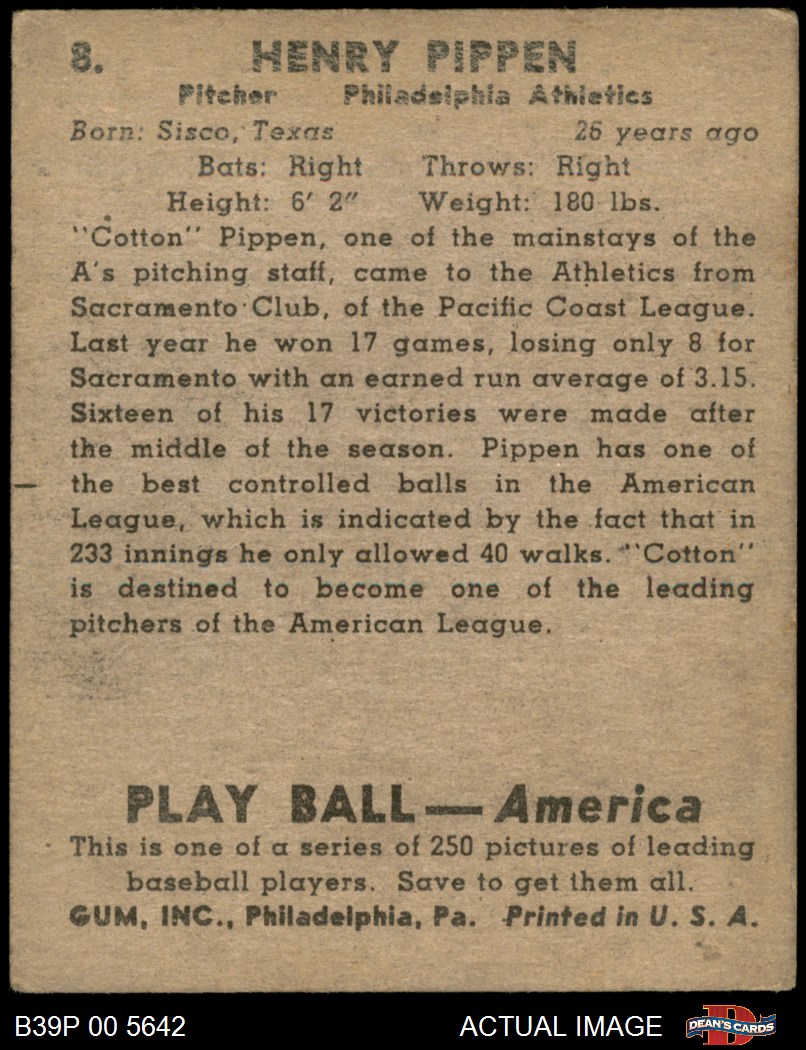 8. HENRY PIPPEN
Pitcher Philadelphia Athletics
Born: Sisco, Texas 26 years ago
Bats: Right Throws: Right
Height: 6' 2" Weight: 180 lbs.
"Cotton" Pippen, one of the mainstays of the
A's pitching staff, came to the Athletics from
Sacramento Club, of the Pacific Coast League.
Last year he won 17 games, losing only 8 for
Sacramento with an earned run average of 3.15.
Sixteen of his 17 victories were made after
the middle of the season. Pippen has one of
the best controlled balls in the American
League, which is indicated by the fact that in
233 innings he only allowed 40 walks. "Cotton"
is destined to become one of the leading
pitchers of the American League.
PLAY BALL—America
This is one of a series of 250 pictures of leading
baseball players. Save to get them all.
GUM, INC., Philadelphia, Pa. Printed in U. S. A.
B39P 00 5642 ACTUAL IMAGE DEAN'S CARDS